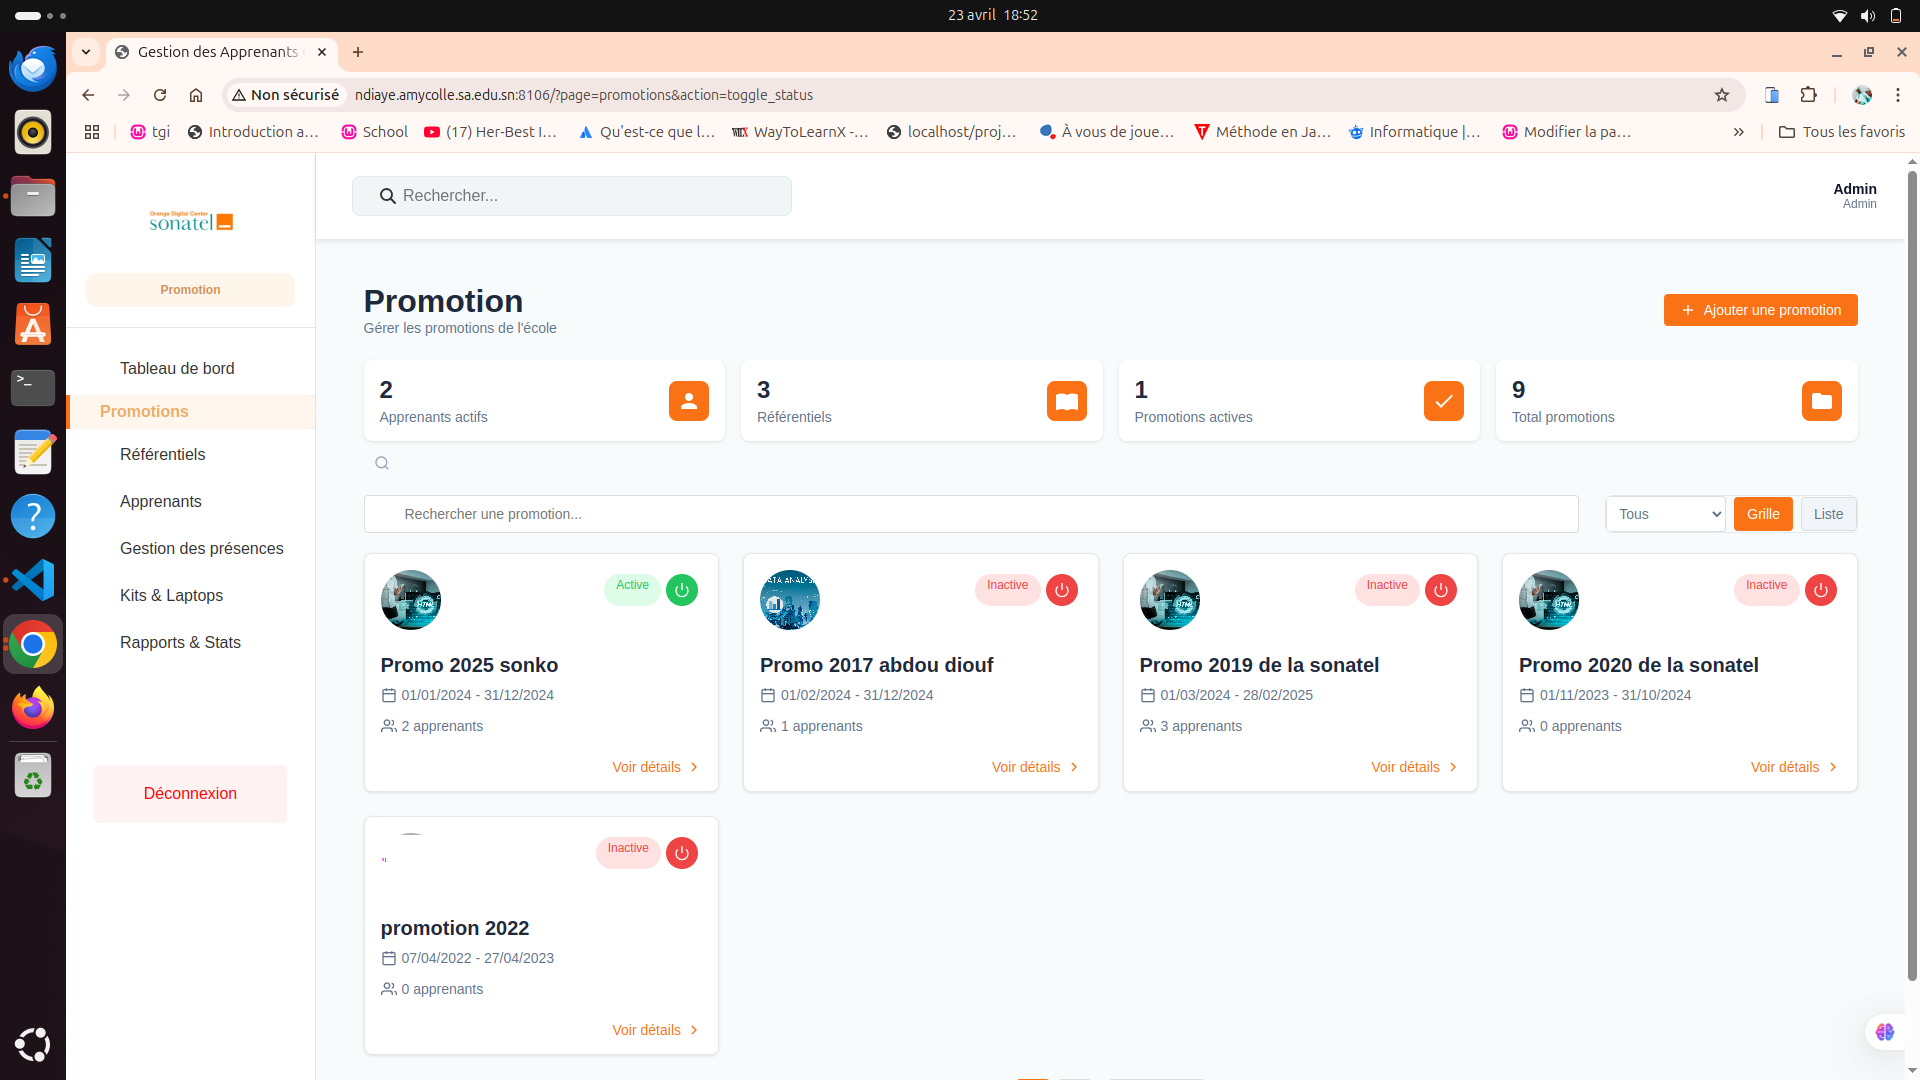 23 avril 18:52
Gestion des Apprenants
Non sécurisé
ndiaye.amycolle.sa.edu.sn:8106/?page=promotions&action=toggle_status
tgi
Introduction a...
School
(17) Her-Best I...
Qu'est-ce que l...
WayToLearnX -...
localhost/proj...
À vous de joue...
Méthode en Ja...
Informatique |...
Modifier la pa...
Tous les favoris
Orange Digital Center
sonatel
Promotion
Tableau de bord
Promotions
Référentiels
Apprenants
Gestion des présences
Kits & Laptops
Rapports & Stats
Déconnexion
Rechercher...
Admin
Admin
Promotion
Gérer les promotions de l'école
Ajouter une promotion
2
Apprenants actifs
3
Référentiels
1
Promotions actives
9
Total promotions
Rechercher une promotion...
Tous
Grille
Liste
Active
Promo 2025 sonko
01/01/2024 - 31/12/2024
2 apprenants
Voir détails
DATA ANALYS
Inactive
Promo 2017 abdou diouf
01/02/2024 - 31/12/2024
1 apprenants
Voir détails
Inactive
Promo 2019 de la sonatel
01/03/2024 - 28/02/2025
3 apprenants
Voir détails
Inactive
Promo 2020 de la sonatel
01/11/2023 - 31/10/2024
0 apprenants
Voir détails
Inactive
promotion 2022
07/04/2022 - 27/04/2023
0 apprenants
Voir détails